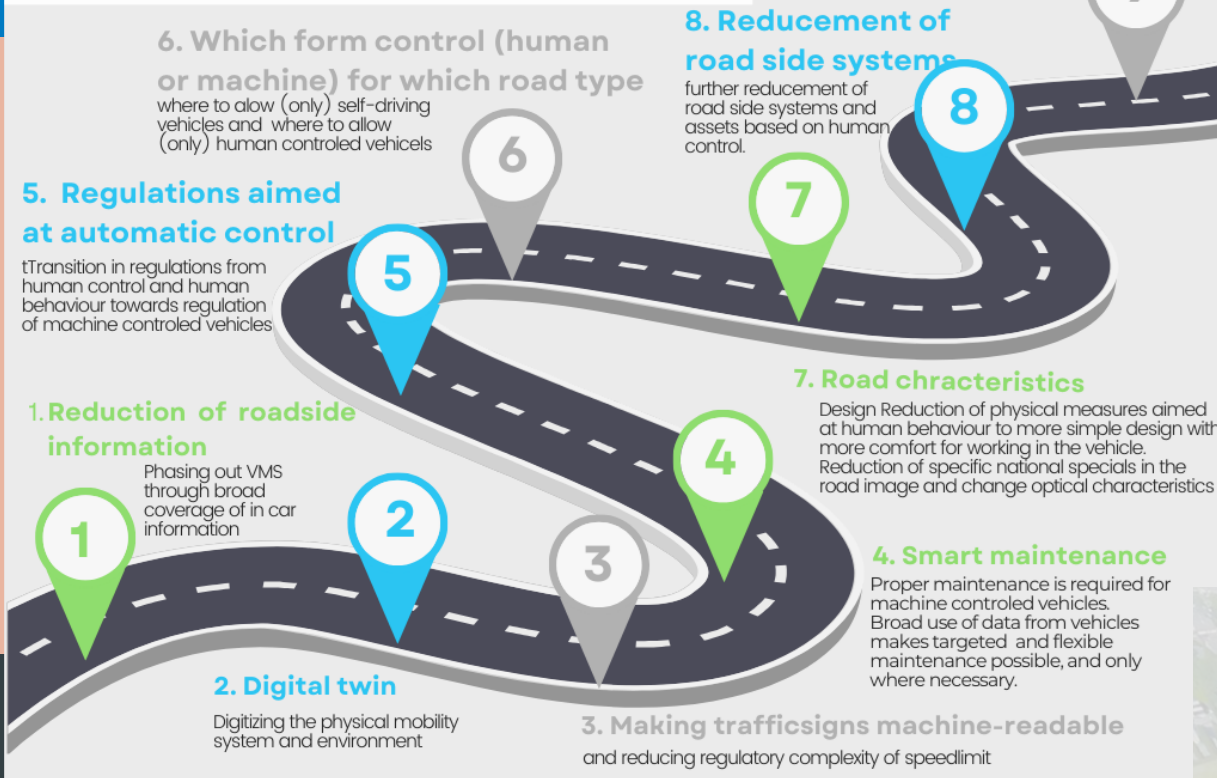 6. Which form control (human
or machine) for which road type
where to alow (only) self-driving
vehicles and where to allow
(only) human controled vehicels
8. Reducement of
road side systems
further reducement of
road side systems and
assets based on human
control.
8
6
7
5. Regulations aimed
at automatic control
tTransition in regulations from
human control and human
behaviour towards regulation
of machine controled vehicles
5
7. Road chracteristics
Design Reduction of physical measures aimed
at human behaviour to more simple design with
more comfort for working in the vehicle.
Reduction of specific national specials in the
road image and change optical characteristics
1. Reduction of roadside
information
Phasing out VMS
through broad
coverage of in car
information
1
2
3
4
4. Smart maintenance
Proper maintenance is required for
machine controled vehicles.
Broad use of data from vehicles
makes targeted and flexible
maintenance possible, and only
where necessary.
2. Digital twin
Digitizing the physical mobility
system and environment
3. Making trafficsigns machine-readable
and reducing regulatory complexity of speedlimit